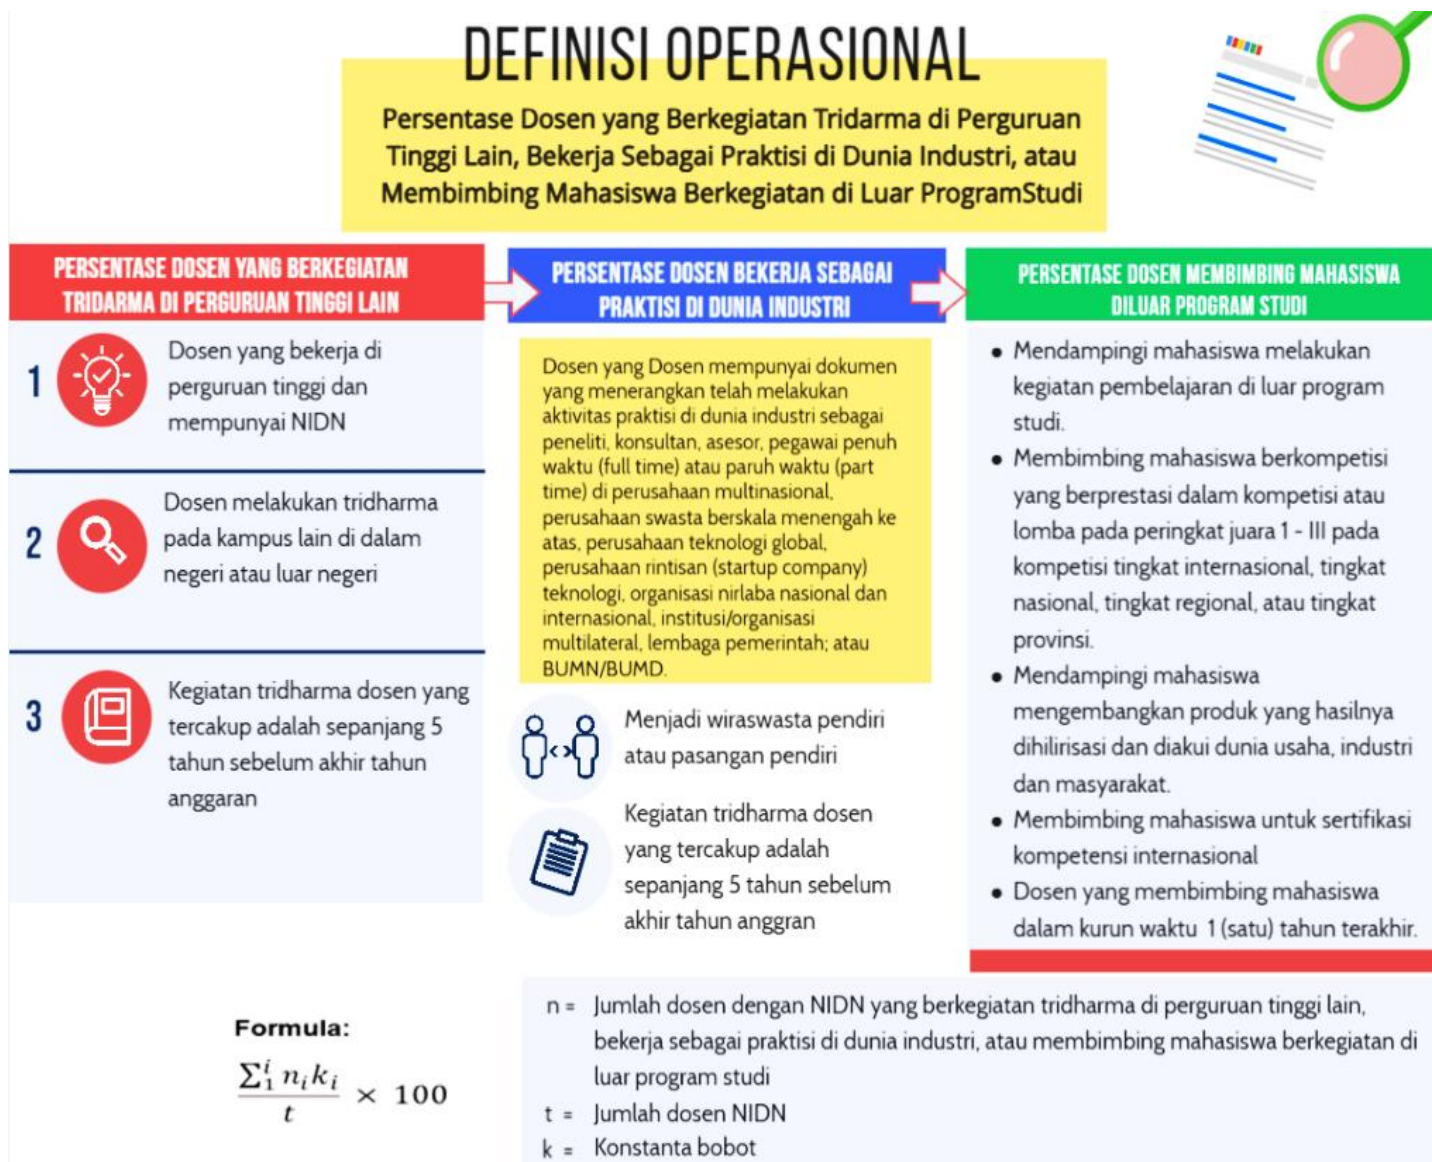 DEFINISI OPERASIONAL
Persentase Dosen yang Berkegiatan Tridarma di Perguruan
Tinggi Lain, Bekerja Sebagai Praktisi di Dunia Industri, atau
Membimbing Mahasiswa Berkegiatan di Luar ProgramStudi
PERSENTASE DOSEN YANG BERKEGIATAN
TRIDARMA DI PERGURUAN TINGGI LAIN
1
Dosen yang bekerja di
perguruan tinggi dan
mempunyai NIDN
2
Dosen melakukan tridharma
pada kampus lain di dalam
negeri atau luar negeri
3
Kegiatan tridharma dosen yang
tercakup adalah sepanjang 5
tahun sebelum akhir tahun
anggaran
PERSENTASE DOSEN BEKERJA SEBAGAI
PRAKTISI DI DUNIA INDUSTRI
Dosen yang Dosen mempunyai dokumen
yang menerangkan telah melakukan
aktivitas praktisi di dunia industri sebagai
peneliti, konsultan, asesor, pegawai penuh
waktu (full time) atau paruh waktu (part
time) di perusahaan multinasional,
perusahaan swasta berskala menengah ke
atas, perusahaan teknologi global,
perusahaan rintisan (startup company)
teknologi, organisasi nirlaba nasional dan
internasional, institusi/organisasi
multilateral, lembaga pemerintah; atau
BUMN/BUMD.
Menjadi wiraswasta pendiri
atau pasangan pendiri
Kegiatan tridharma dosen
yang tercakup adalah
sepanjang 5 tahun sebelum
akhir tahun anggran
PERSENTASE DOSEN MEMBIMBING MAHASISWA
DILUAR PROGRAM STUDI
● Mendampingi mahasiswa melakukan
kegiatan pembelajaran di luar program
studi.
● Membimbing mahasiswa berkompetisi
yang berprestasi dalam kompetisi atau
lomba pada peringkat juara 1 - III pada
kompetisi tingkat internasional, tingkat
nasional, tingkat regional, atau tingkat
provinsi.
● Mendampingi mahasiswa
mengembangkan produk yang hasilnya
dihilirisasi dan diakui dunia usaha, industri
dan masyarakat.
● Membimbing mahasiswa untuk sertifikasi
kompetensi internasional
● Dosen yang membimbing mahasiswa
dalam kurun waktu 1 (satu) tahun terakhir.
Formula:
$\frac{\sum_1^i n_i k_i}{t} \times 100$
n = Jumlah dosen dengan NIDN yang berkegiatan tridharma di perguruan tinggi lain,
bekerja sebagai praktisi di dunia industri, atau membimbing mahasiswa berkegiatan di
luar program studi
t = Jumlah dosen NIDN
k = Konstanta bobot